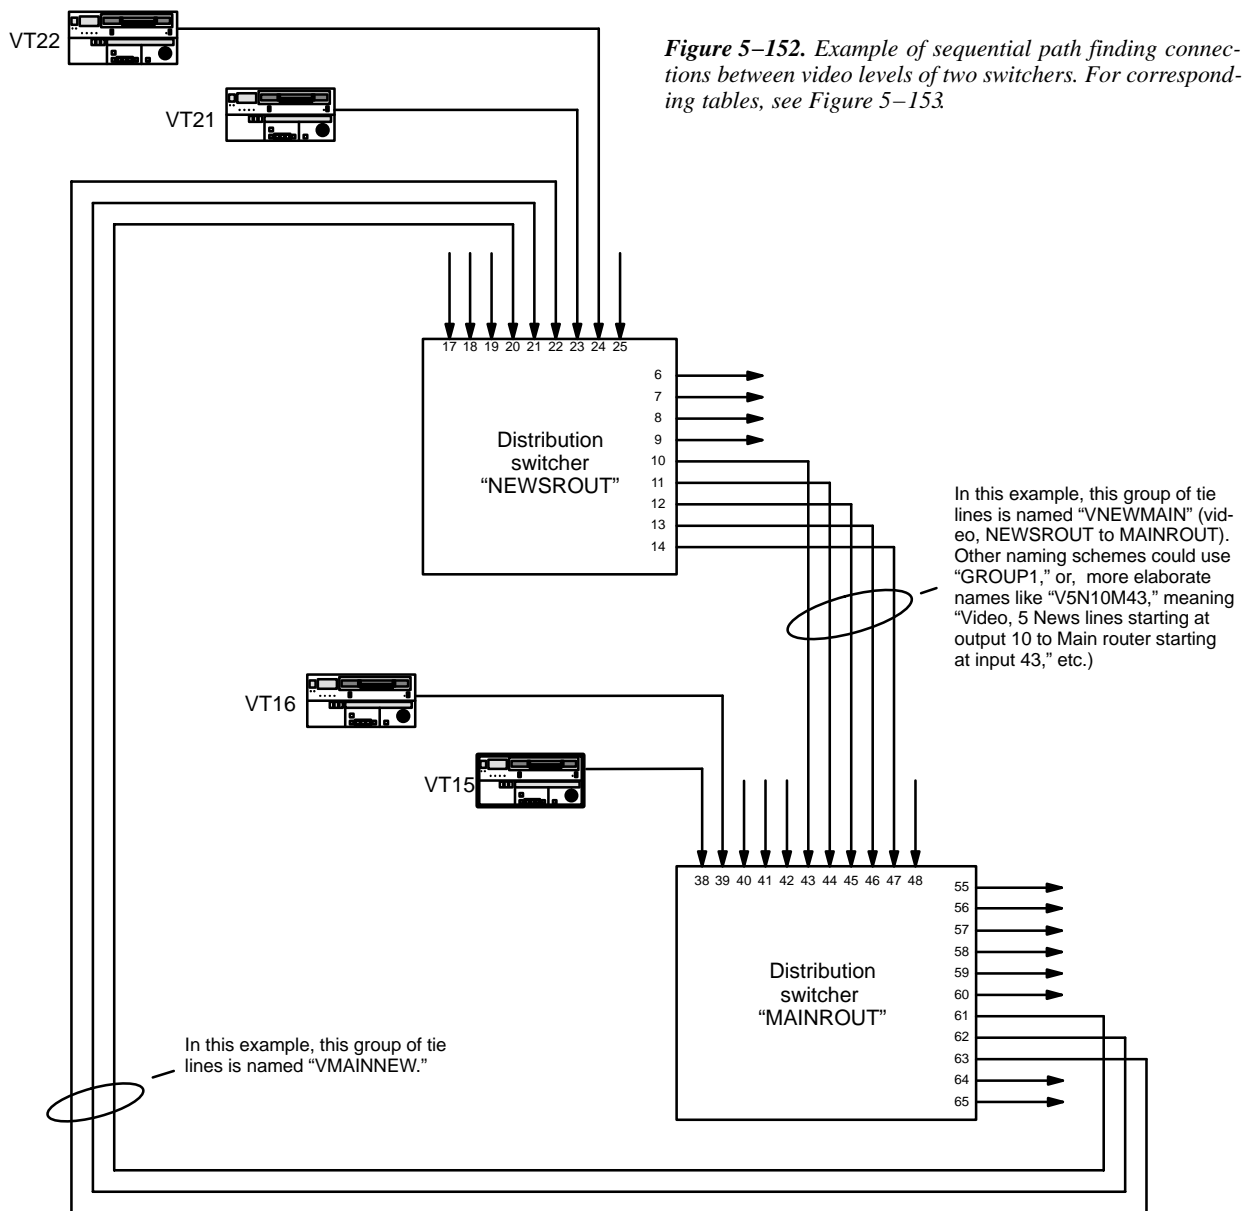 VT22
Figure 5–152. Example of sequential path finding connec-
tions between video levels of two switchers. For correspond-
ing tables, see Figure 5–153.
VT21
17 18 19 20 21 22 23 24 25
6
7
8
9
10
11
12
13
14
Distribution
switcher
“NEWSROUT”
In this example, this group of tie
lines is named “VNEWMAIN” (vid-
eo, NEWSROUT to MAINROUT).
Other naming schemes could use
“GROUP1,” or, more elaborate
names like “V5N10M43,” meaning
“Video, 5 News lines starting at
output 10 to Main router starting
at input 43,” etc.)
VT16
VT15
38 39 40 41 42 43 44 45 46 47 48
55
56
57
58
59
60
61
62
63
64
65
Distribution
switcher
“MAINROUT”
In this example, this group of tie
lines is named “VMAINNEW.”